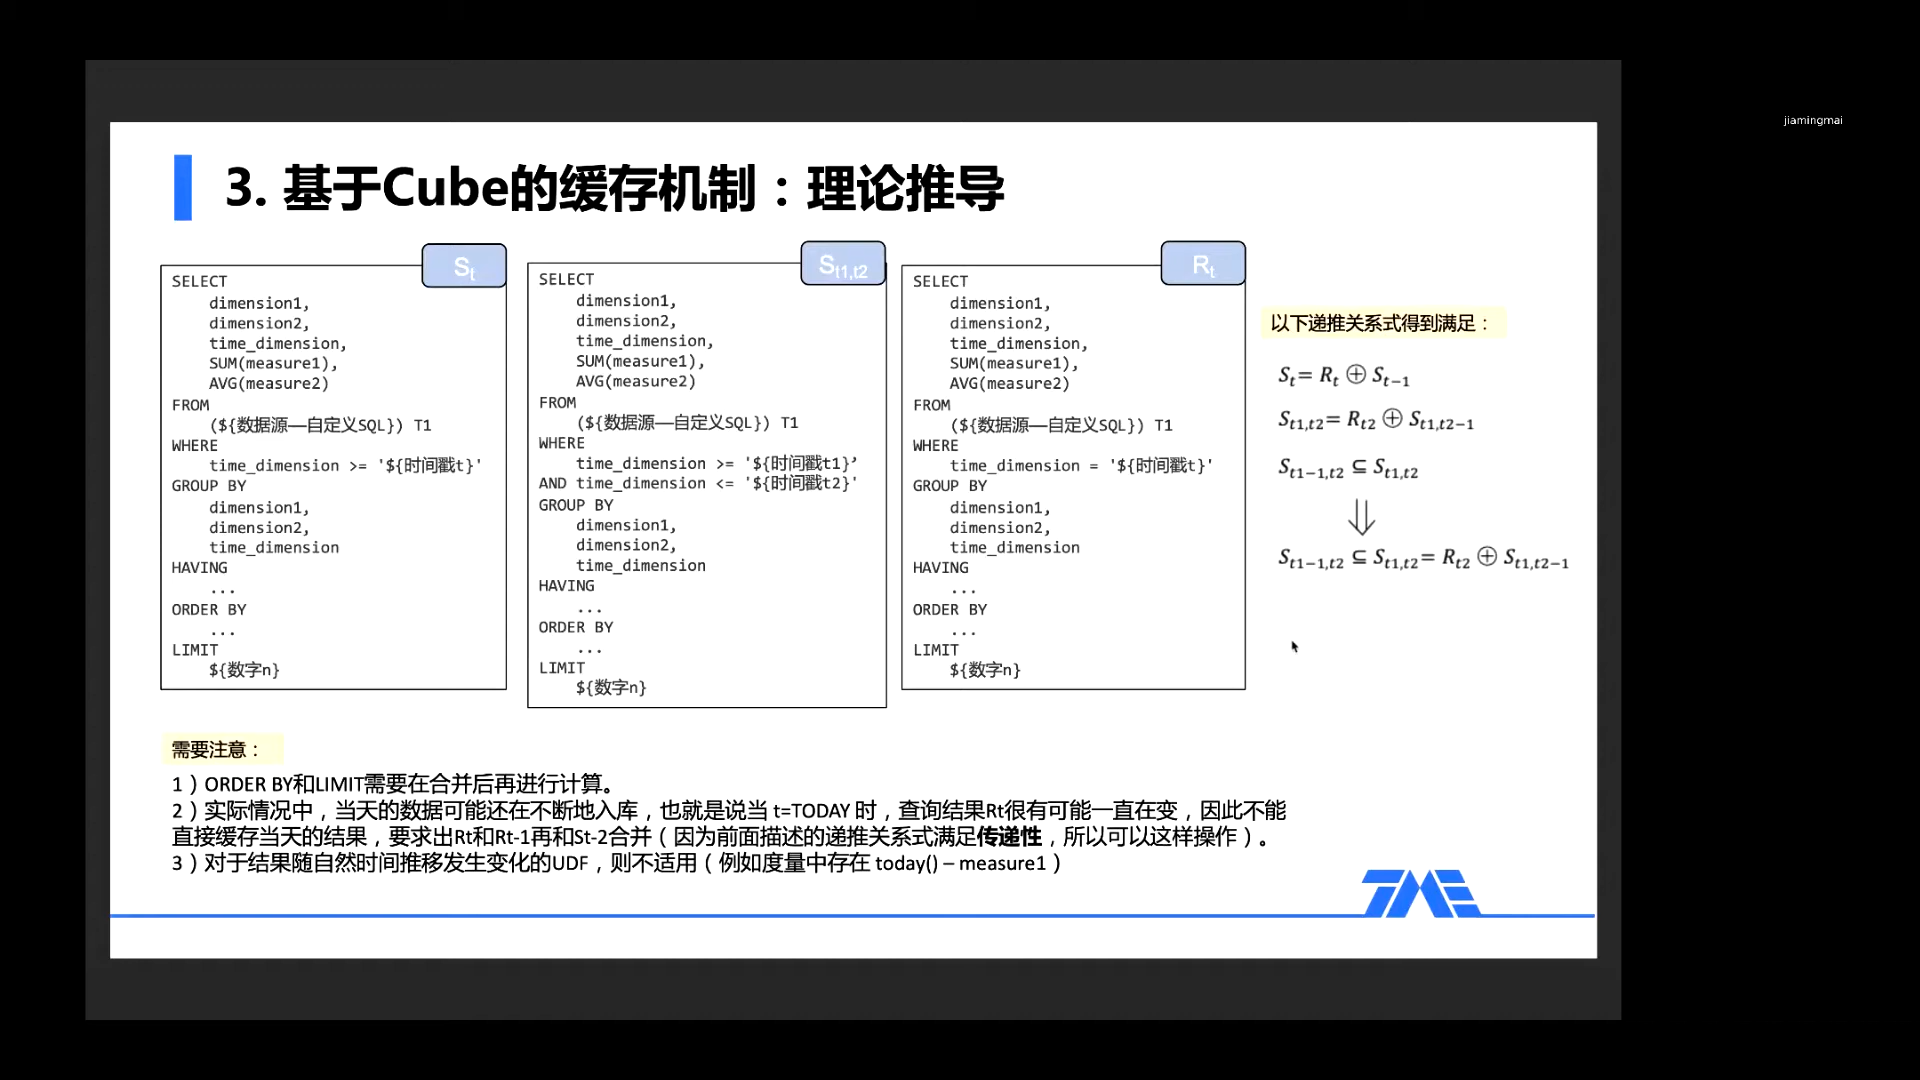 jiamingmai
3. 基于Cube的缓存机制：理论推导
St
SELECT
dimension1,
dimension2,
time_dimension,
SUM(measure1),
AVG(measure2)
FROM
(${数据源——自定义SQL}) T1
WHERE
time_dimension >= '${时间戳t}'
GROUP BY
dimension1,
dimension2,
time_dimension
HAVING
...
ORDER BY
...
LIMIT
${数字n}
St1,t2
SELECT
dimension1,
dimension2,
time_dimension,
SUM(measure1),
AVG(measure2)
FROM
(${数据源——自定义SQL}) T1
WHERE
time_dimension >= '${时间戳t1}’
AND time_dimension <= '${时间戳t2}'
GROUP BY
dimension1,
dimension2,
time_dimension
HAVING
...
ORDER BY
...
LIMIT
${数字n}
Rt
SELECT
dimension1,
dimension2,
time_dimension,
SUM(measure1),
AVG(measure2)
FROM
(${数据源——自定义SQL}) T1
WHERE
time_dimension = '${时间戳t}'
GROUP BY
dimension1,
dimension2,
time_dimension
HAVING
...
ORDER BY
...
LIMIT
${数字n}
以下递推关系式得到满足：
St= Rt ⊕ St−1
St1,t2= Rt2 ⊕ St1,t2−1
St1−1,t2 ⊆ St1,t2
⇓
St1−1,t2 ⊆ St1,t2= Rt2 ⊕ St1,t2−1
需要注意：
1）ORDER BY和LIMIT需要在合并后再进行计算。
2）实际情况中，当天的数据可能还在不断地入库，也就是说当 t=TODAY 时，查询结果Rt很有可能一直在变，因此不能
直接缓存当天的结果，要求出Rt和Rt-1再和St-2合并（因为前面描述的递推关系式满足传递性，所以可以这样操作）。
3）对于结果随自然时间推移发生变化的UDF，则不适用（例如度量中存在 today() – measure1）
TME